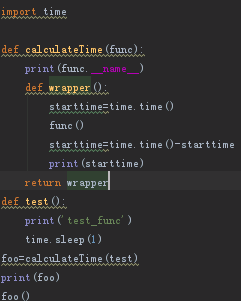 import time
def calculateTime(func):
    print(func.__name__)
    def wrapper():
        starttime=time.time()
        func()
        starttime=time.time()-starttime
        print(starttime)
    return wrapper
def test():
    print('test_func')
    time.sleep(1)
foo=calculateTime(test)
print(foo)
foo()